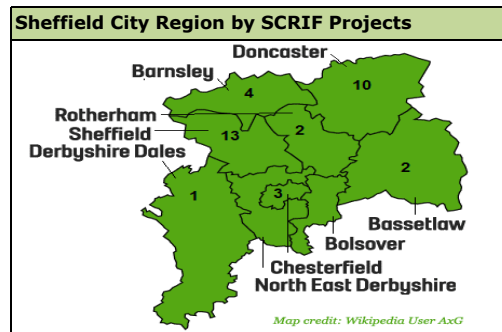 Sheffield City Region by SCRIF Projects
Doncaster
Barnsley
4
10
Rotherham
Sheffield
13
2
Derbyshire Dales
2
1
3
Bassetlaw
Bolsover
Chesterfield
North East Derbyshire
Map credit: Wikipedia User AxG